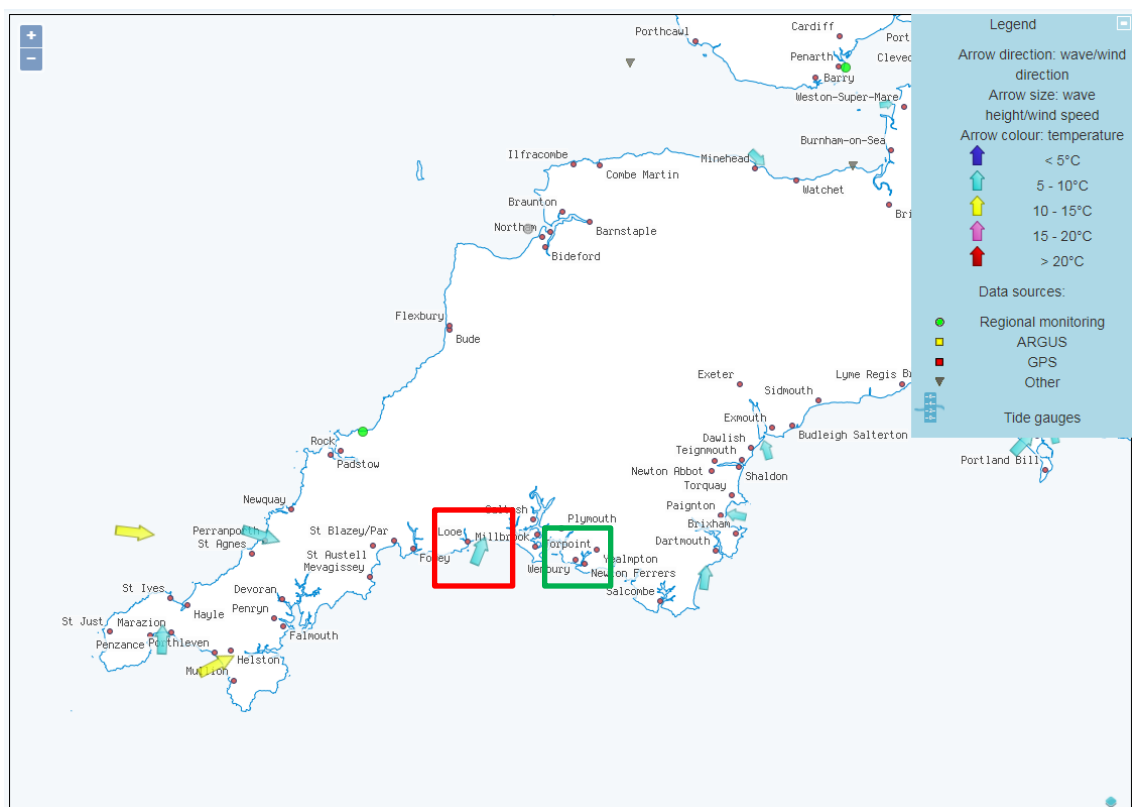 +
−
Legend
−
Arrow direction: wave/wind
direction
Arrow size: wave
height/wind speed
Arrow colour: temperature
< 5°C
5 - 10°C
10 - 15°C
15 - 20°C
> 20°C
Data sources:
Regional monitoring
ARGUS
GPS
Other
Tide gauges
Porthcawl
Cardiff
Port
Penarth
Cleved
Barry
Weston-Super-Mare
Burnham-on-Sea
Ilfracombe
Minehead
Combe Martin
Watchet
Braunton
Bri
Northam
Barnstaple
Bideford
Flexbury
Bude
Exeter
Lyme Regis
Sidmouth
Exmouth
Budleigh Salterton
Dawlish
Rock
Padstow
Teignmouth
Portland Bill
Newton Abbot
Shaldon
Torquay
Newquay
Paignton
Plymouth
Perranporth
St Blazey/Par
Looe
Brixham
Millbrook
St Agnes
Torpoint
Dartmouth
St Austell
Fowey
Yealmpton
Mevagissey
Wembury
Newton Ferrers
St Ives
Devoran
Salcombe
Hayle
Penryn
St Just
Marazion
Falmouth
Penzance
Porthleven
Helston
Mullion